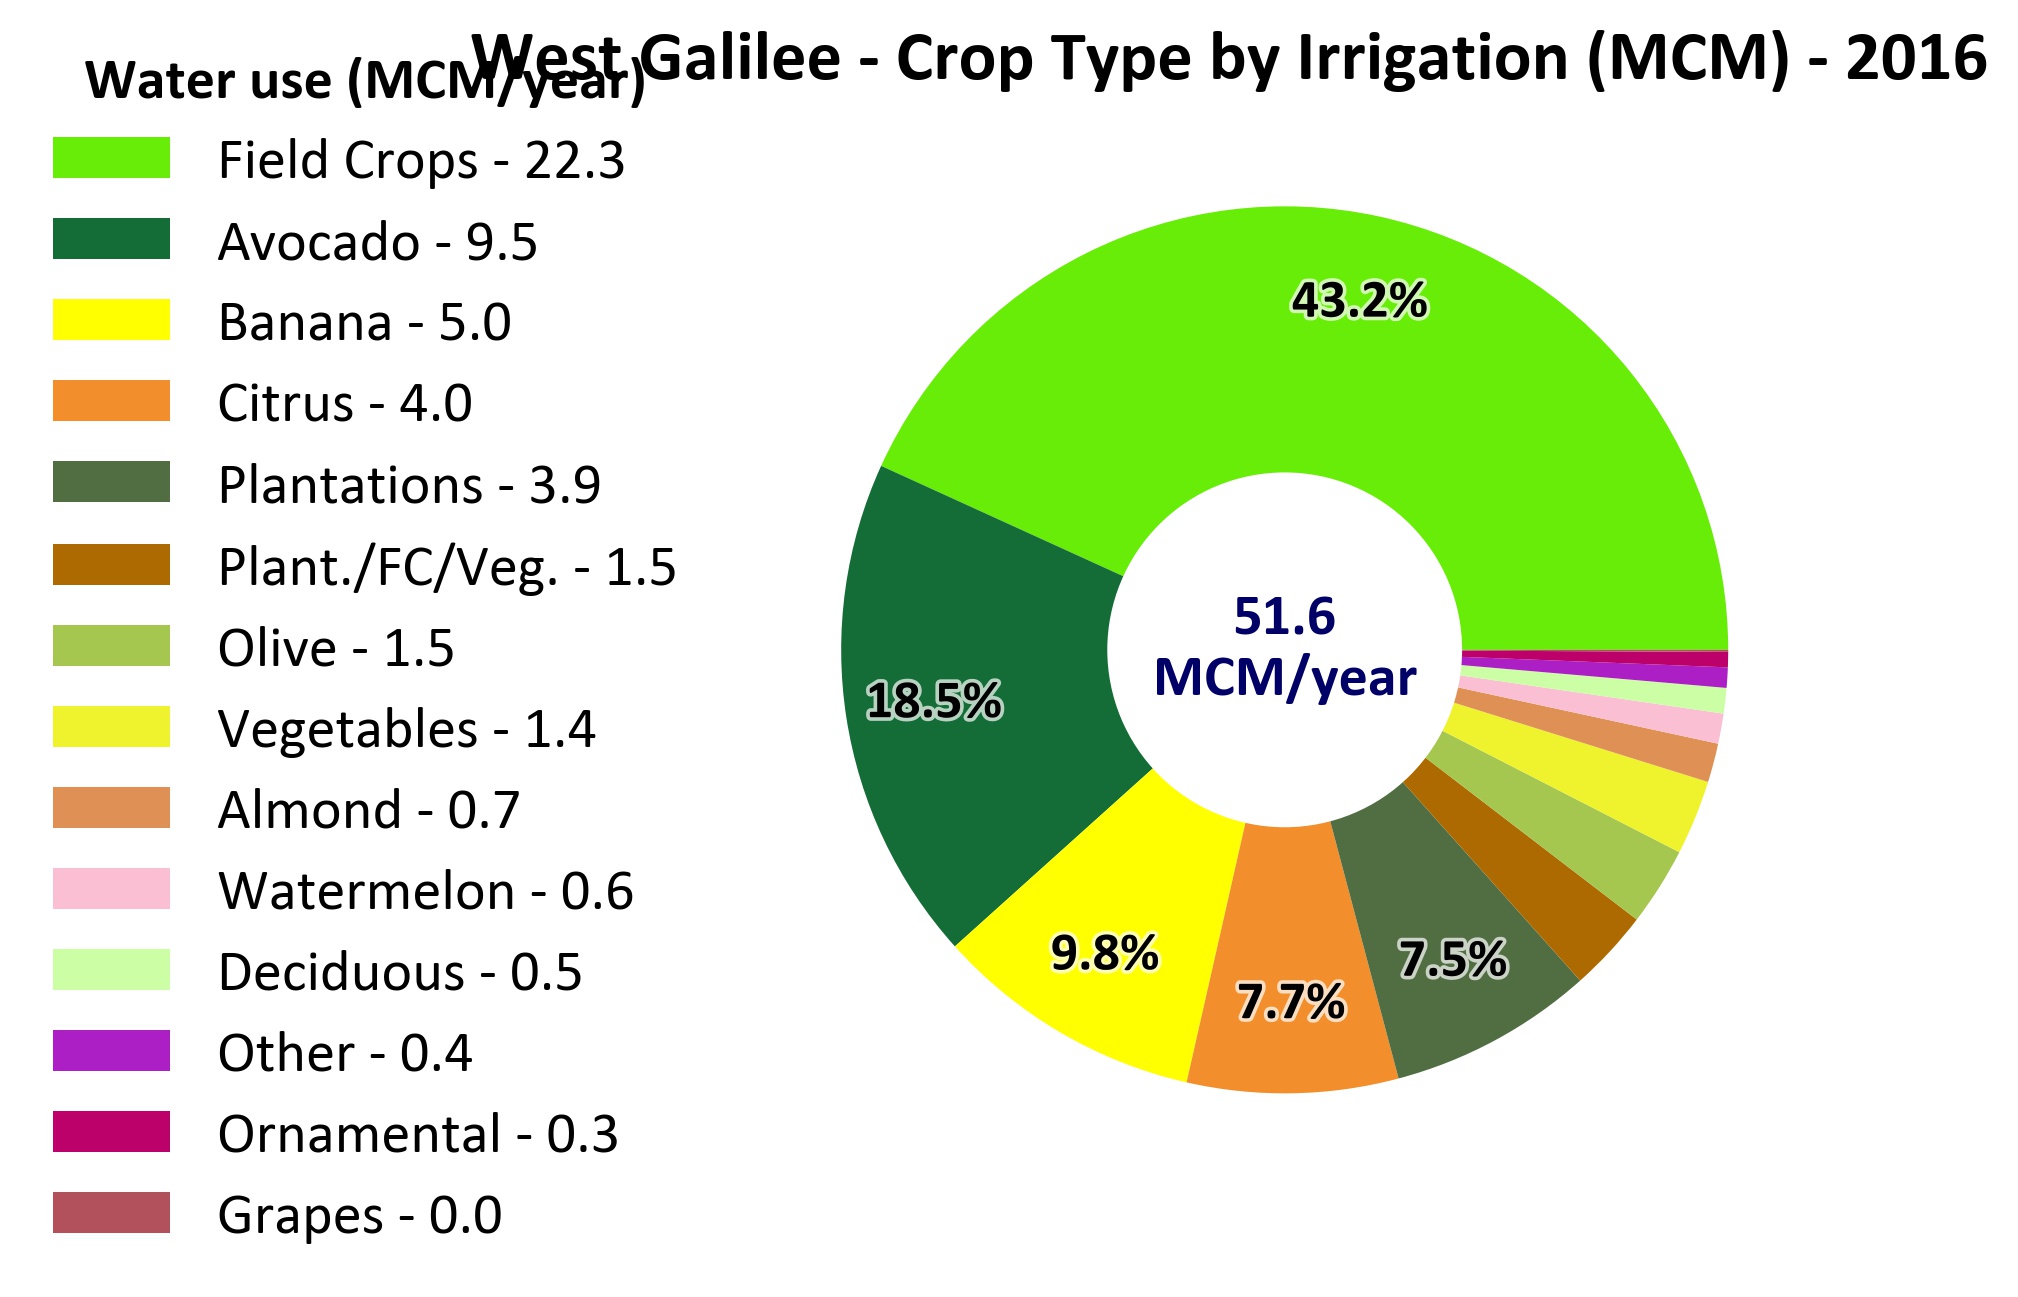 West Galilee - Crop Type by Irrigation (MCM) - 2016
Water use (MCM/year)
Field Crops - 22.3
Avocado - 9.5
Banana - 5.0
Citrus - 4.0
Plantations - 3.9
Plant./FC/Veg. - 1.5
Olive - 1.5
Vegetables - 1.4
Almond - 0.7
Watermelon - 0.6
Deciduous - 0.5
Other - 0.4
Ornamental - 0.3
Grapes - 0.0
43.2%
18.5%
9.8%
7.7%
7.5%
51.6
MCM/year